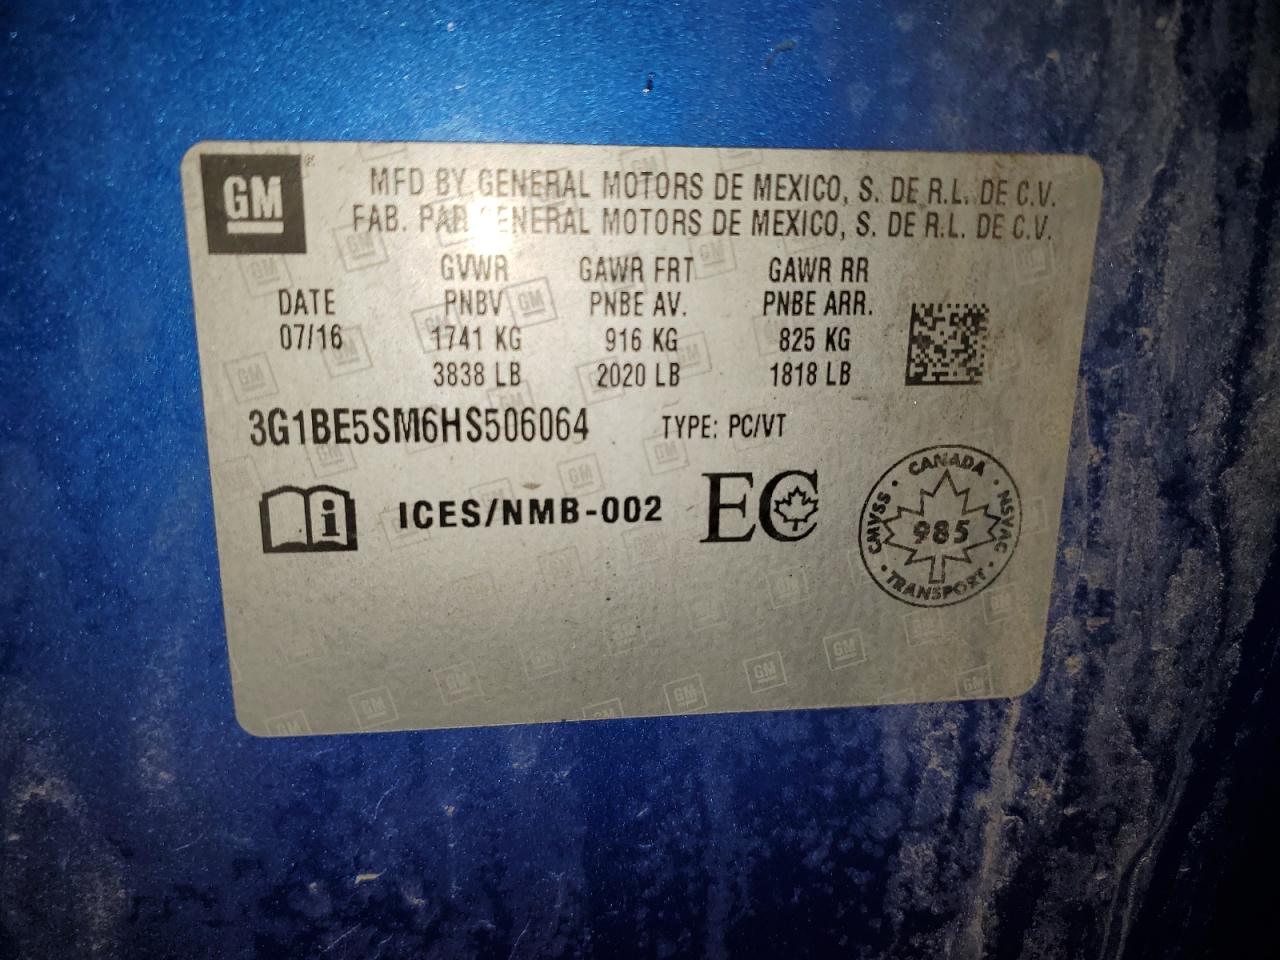 GM ®
MFD BY GENERAL MOTORS DE MEXICO, S. DE R.L. DE C.V.
FAB. PAR GENERAL MOTORS DE MEXICO, S. DE R.L. DE C.V.
GVWR GAWR FRT GAWR RR
DATE PNBV PNBE AV. PNBE ARR.
07/16 1741 KG 916 KG 825 KG
3838 LB 2020 LB 1818 LB
3G1BE5SM6HS506064 TYPE: PC/VT
i ICES/NMB-002 EC
CANADA
CMVSS 985 NSVAC
TRANSPORT